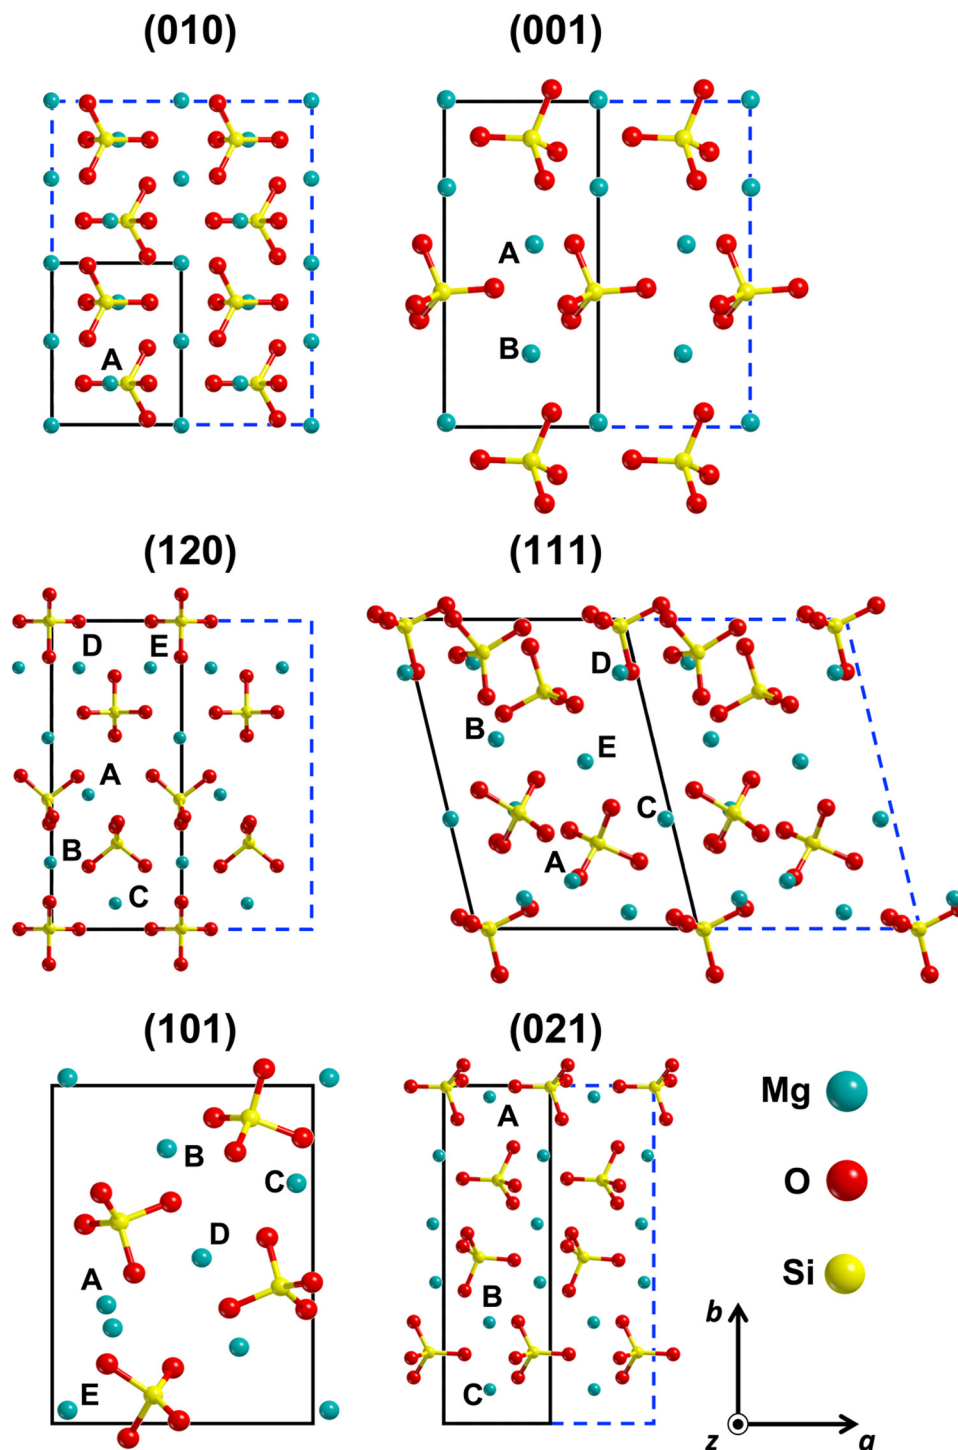 (010) (001)
A
A
B
(120) (111)
D E
D
B
E
A
C
B
A
C
(101) (021)
Mg
A
B
C
O
D
Si
A
B
b
E
C
z a